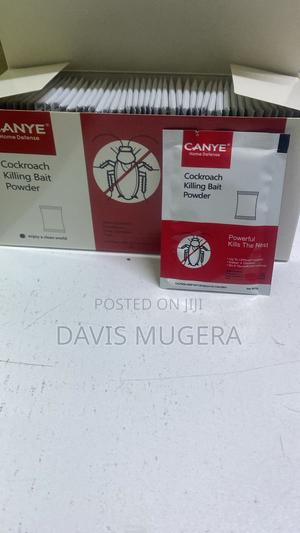 CANYE®
Home Defense
Cockroach
Killing Bait
Powder
enjoy a clean world
CANYE®
Home Defense
Cockroach
Killing Bait
Powder
Powerful
Kills The Nest
POSTED ON JIJI
DAVIS MUGERA